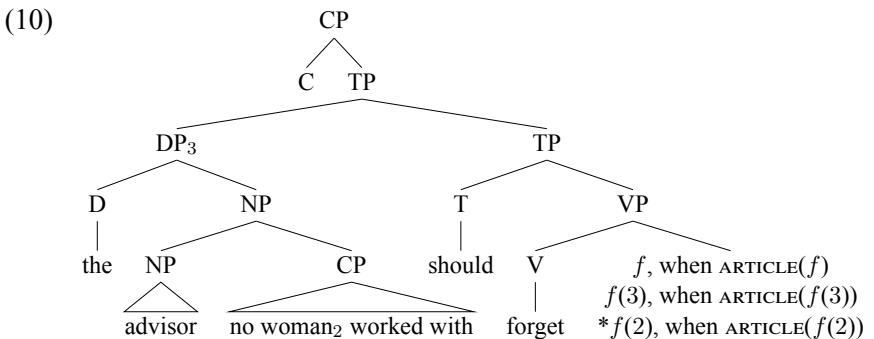 (10) CP
C TP
DP₃ TP
D NP T VP
the NP CP should V f, when ARTICLE(f)
f(3), when ARTICLE(f(3))
advisor no woman₂ worked with forget *f(2), when ARTICLE(f(2))